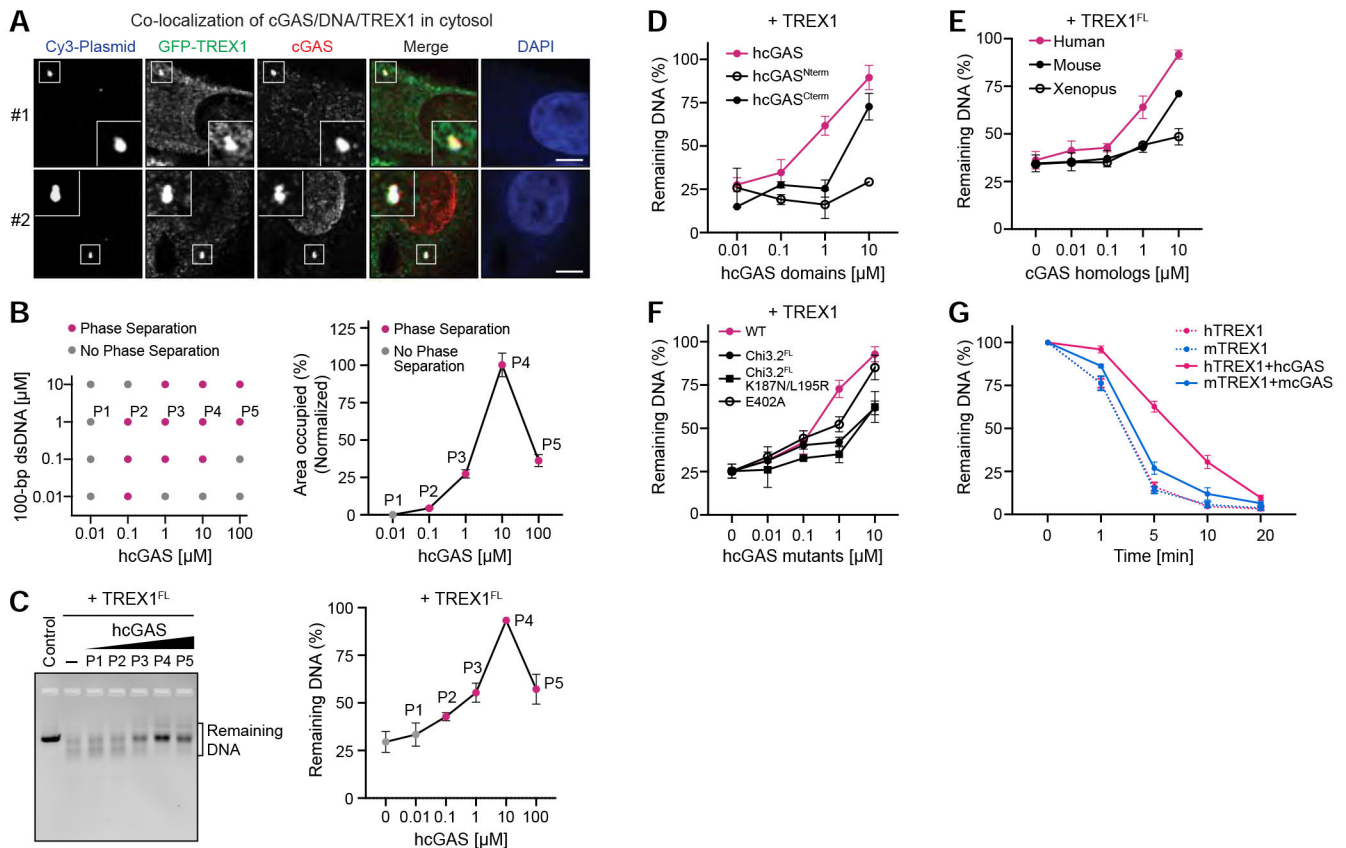 A
Co-localization of cGAS/DNA/TREX1 in cytosol
Cy3-Plasmid GFP-TREX1 cGAS Merge DAPI
#1
#2
B
Phase Separation
No Phase Separation
100-bp dsDNA [µM]
10
1
0.1
0.01
P1 P2 P3 P4 P5
0.01 0.1 1 10 100
hcGAS [µM]
Phase Separation
No Phase
Separation
Area occupied (%)
(Normalized)
125
100
75
50
25
0
P1
P2
P3
P4
P5
0.01 0.1 1 10 100
hcGAS [µM]
C
+ TREX1FL
Control
hcGAS
– P1 P2 P3 P4 P5
Remaining
DNA
+ TREX1FL
Remaining DNA (%)
100
75
50
25
0
P1
P2
P3
P4
P5
0 0.01 0.1 1 10 100
hcGAS [µM]
D
+ TREX1
hcGAS
hcGASNterm
hcGASCterm
Remaining DNA (%)
100
75
50
25
0
0.01 0.1 1 10
hcGAS domains [µM]
E
+ TREX1FL
Human
Mouse
Xenopus
Remaining DNA (%)
100
75
50
25
0
0 0.01 0.1 1 10
cGAS homologs [µM]
F
+ TREX1
WT
Chi3.2FL
Chi3.2FL
K187N/L195R
E402A
Remaining DNA (%)
100
75
50
25
0
0 0.01 0.1 1 10
hcGAS mutants [µM]
G
hTREX1
mTREX1
hTREX1+hcGAS
mTREX1+mcGAS
Remaining DNA (%)
100
75
50
25
0
0 1 5 10 20
Time [min]